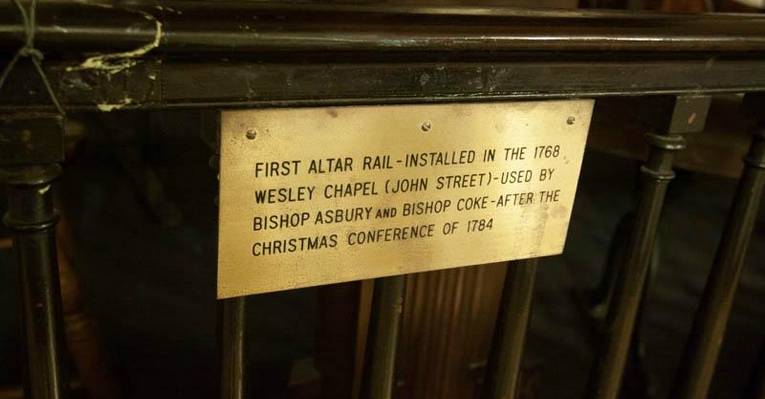 FIRST ALTAR RAIL-INSTALLED IN THE 1768
WESLEY CHAPEL (JOHN STREET)-USED BY
BISHOP ASBURY AND BISHOP COKE-AFTER THE
CHRISTMAS CONFERENCE OF 1784